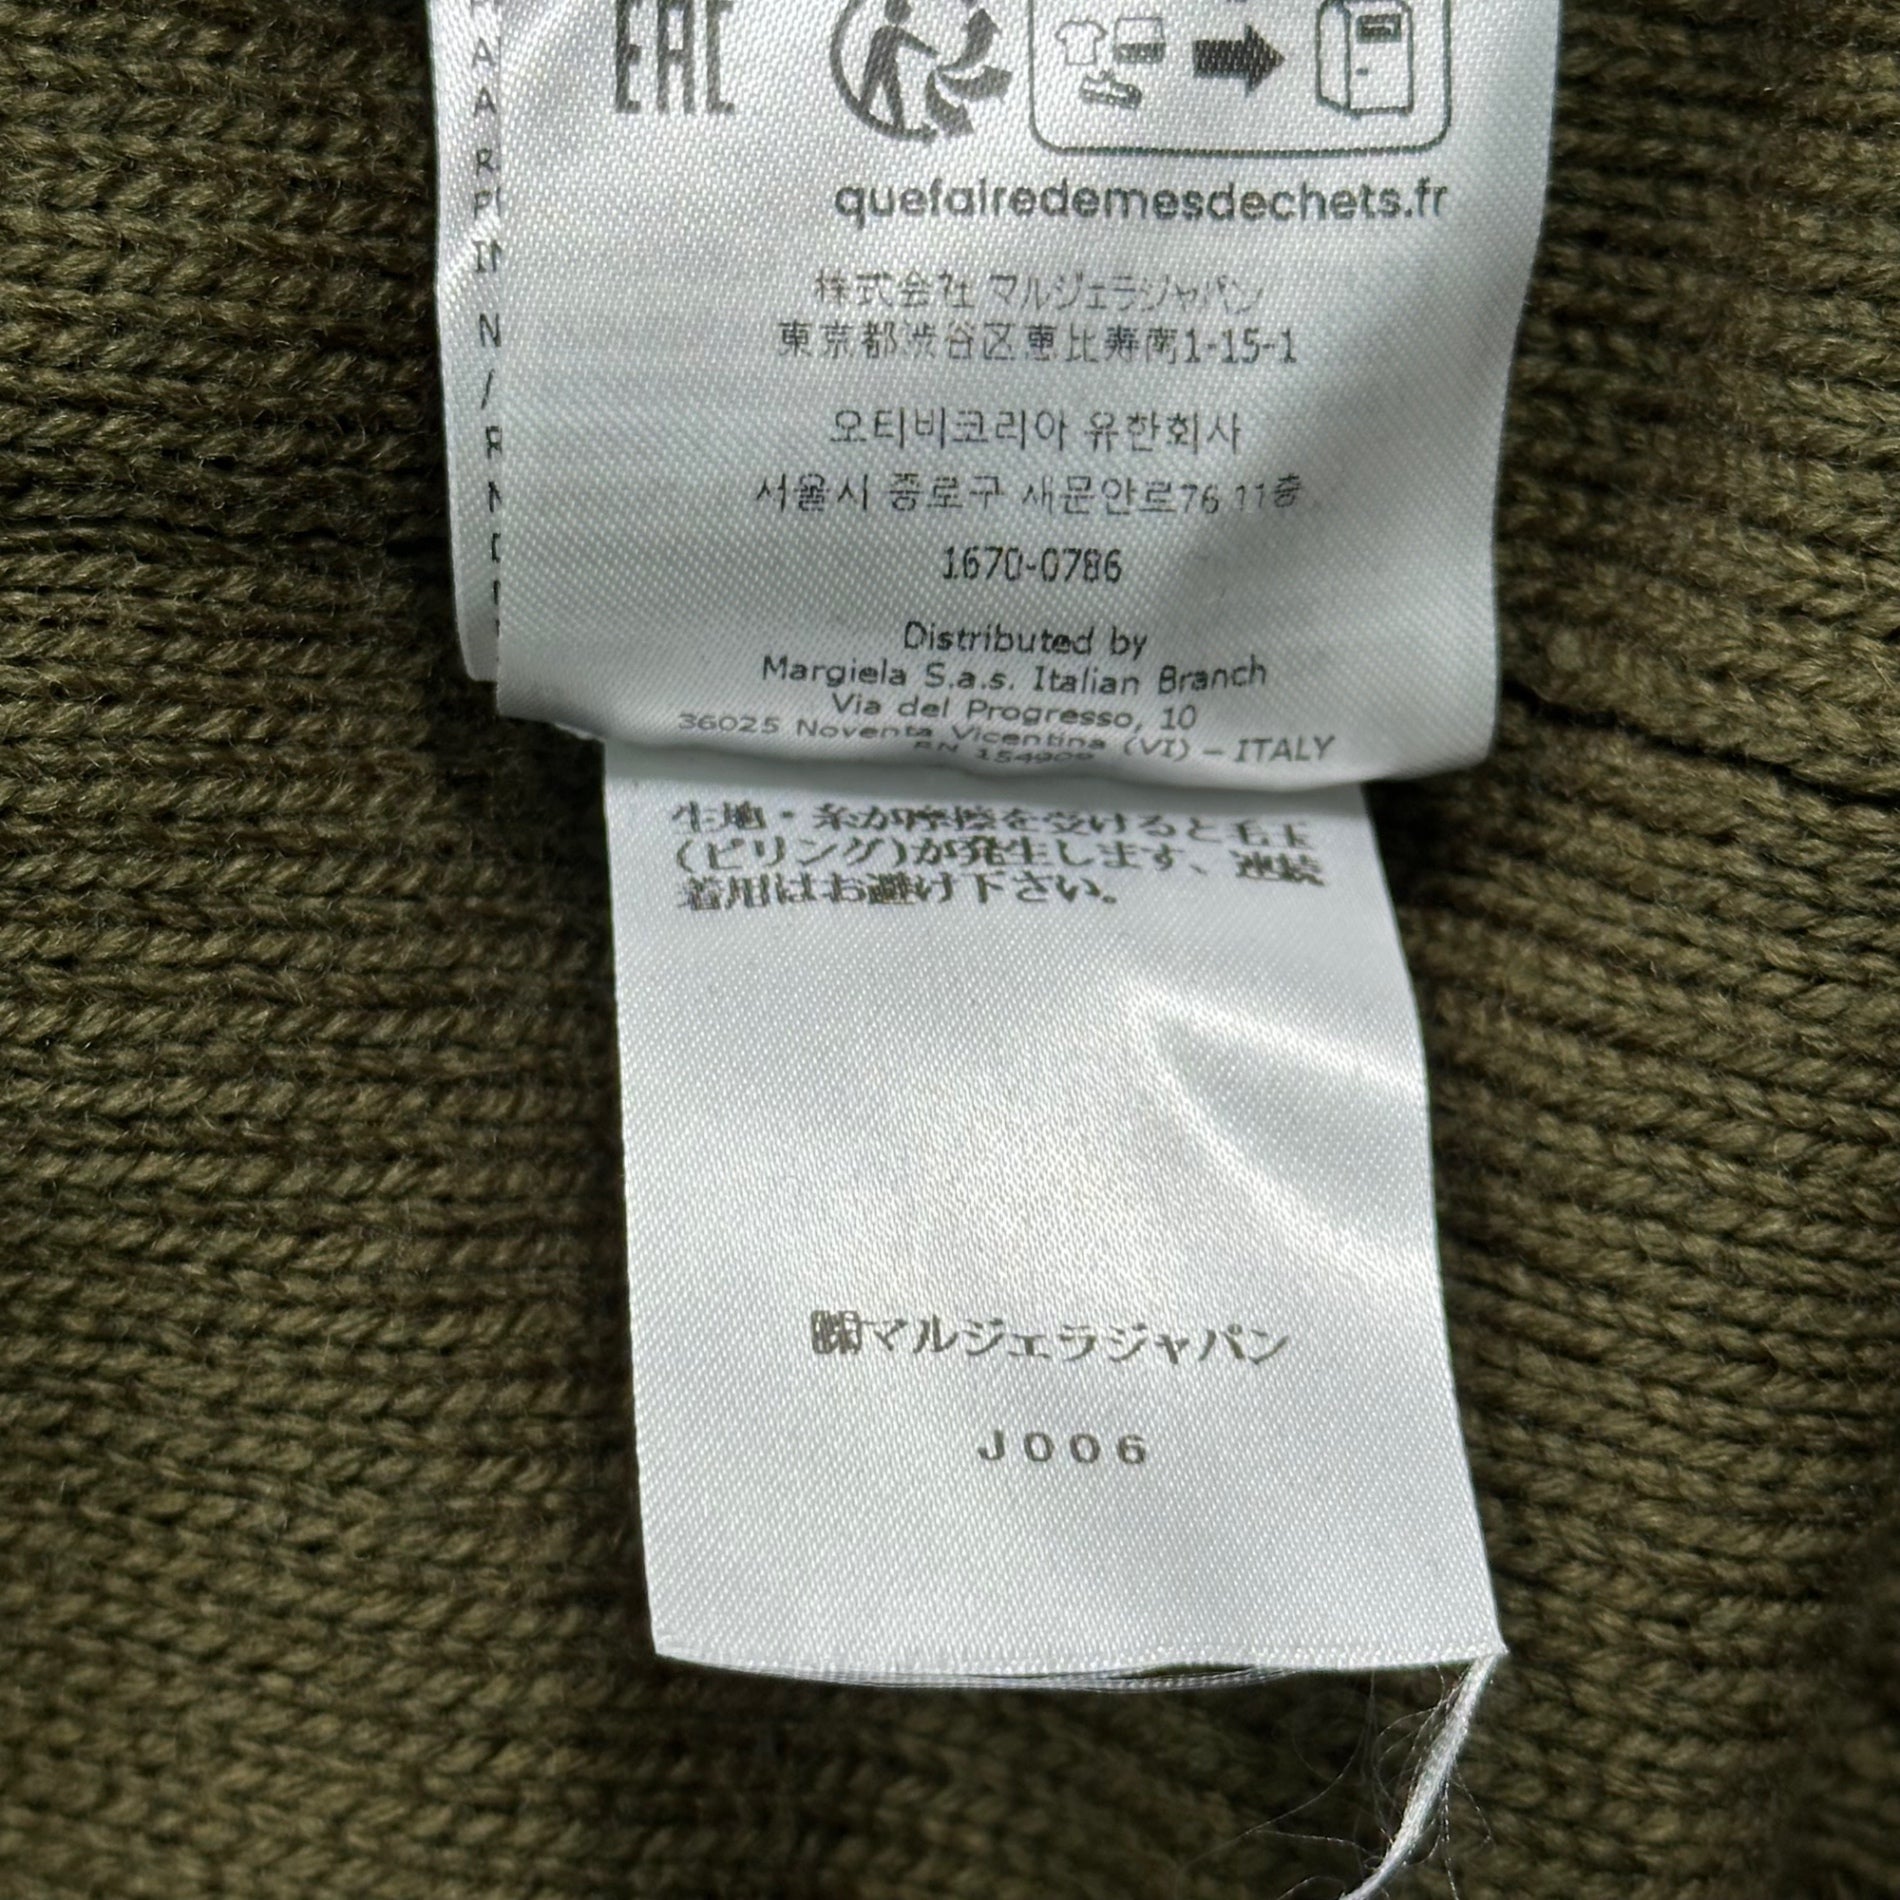 EAC
quefairedemesdechets.fr
株式会社 マルジェラジャパン
東京都渋谷区恵比寿南1-15-1
오티비코리아 유한회사
서울시 종로구 새문안로76 11층
1670-0786
Distributed by
Margiela S.a.s. Italian Branch
Via del Progresso, 10
36025 Noventa Vicentina (VI) – ITALY
RN 154909
生地・糸が摩擦を受けると毛玉
(ピリング)が発生します、連続
着用はお避け下さい。
㈱マルジェラジャパン
J006